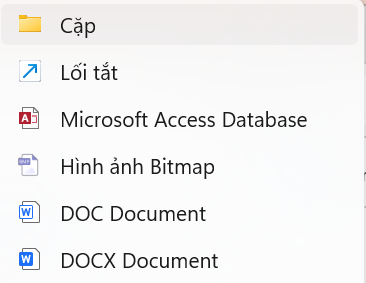 Cặp
Lối tắt
Microsoft Access Database
Hình ảnh Bitmap
DOC Document
DOCX Document